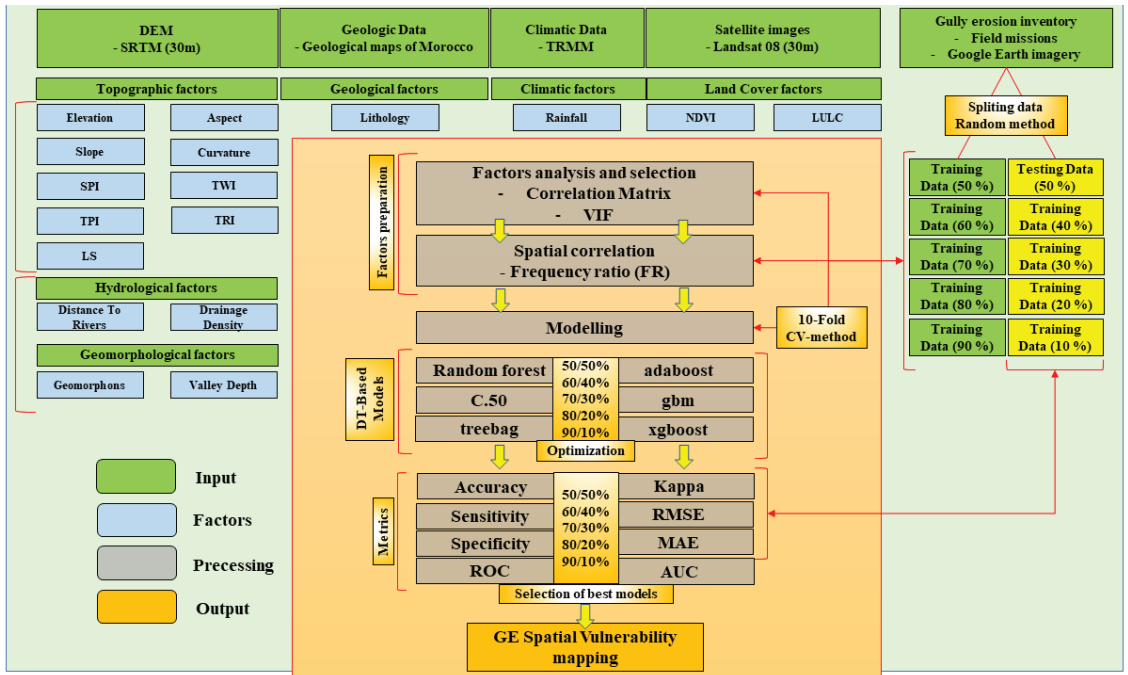 DEM
- SRTM (30m)
Geologic Data
- Geological maps of Morocco
Climatic Data
- TRMM
Satellite images
- Landsat 08 (30m)
Gully erosion inventory
- Field missions
- Google Earth imagery
Topographic factors
Geological factors
Climatic factors
Land Cover factors
Elevation
Aspect
Slope
Curvature
SPI
TWI
TPI
TRI
LS
Lithology
Rainfall
NDVI
LULC
Hydrological factors
Distance To
Rivers
Drainage
Density
Geomorphological factors
Geomorphons
Valley Depth
Input
Factors
Precessing
Output
Factors preparation
Factors analysis and selection
- Correlation Matrix
- VIF
Spatial correlation
- Frequency ratio (FR)
Modelling
10-Fold
CV-method
DT-Based
Models
Random forest
C.50
treebag
50/50%
60/40%
70/30%
80/20%
90/10%
adaboost
gbm
xgboost
Optimization
Metrics
Accuracy
Sensitivity
Specificity
ROC
50/50%
60/40%
70/30%
80/20%
90/10%
Kappa
RMSE
MAE
AUC
Selection of best models
GE Spatial Vulnerability
mapping
Spliting data
Random method
Training
Data (50 %)
Testing Data
(50 %)
Training
Data (60 %)
Training
Data (40 %)
Training
Data (70 %)
Training
Data (30 %)
Training
Data (80 %)
Training
Data (20 %)
Training
Data (90 %)
Training
Data (10 %)